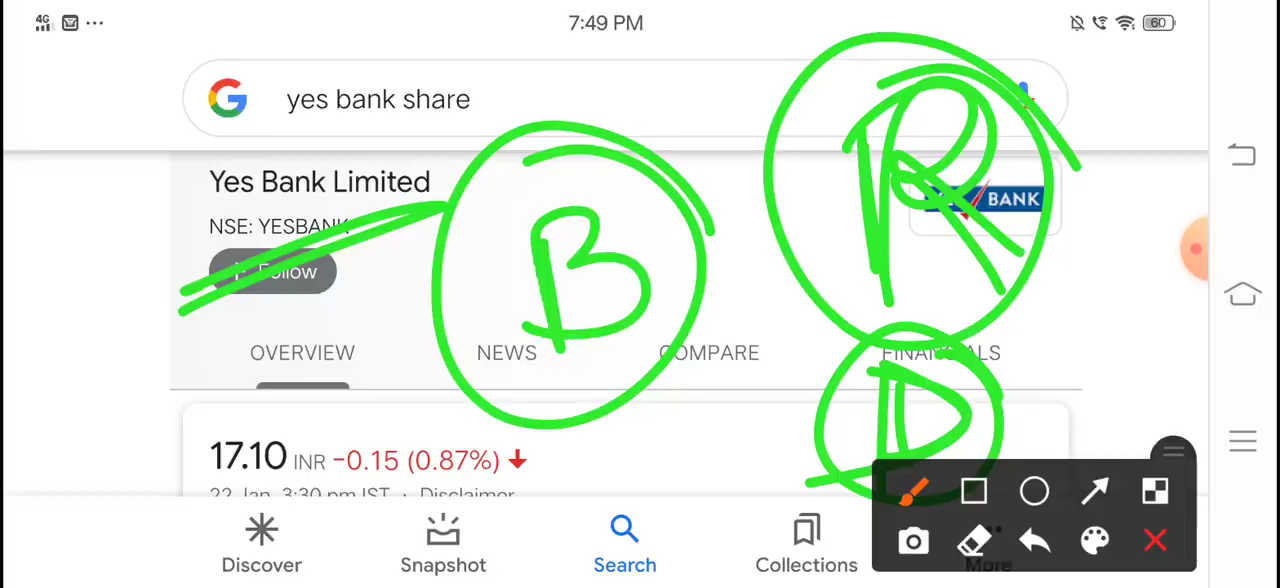 4G 7:49 PM 60
yes bank share
Yes Bank Limited
NSE: YESBANK
BANK
+ Follow
B
R
OVERVIEW NEWS COMPARE FINANCIALS
D
17.10 INR −0.15 (0.87%)
22 Jan, 3:30 pm IST · Disclaimer
Discover Snapshot Search Collections More